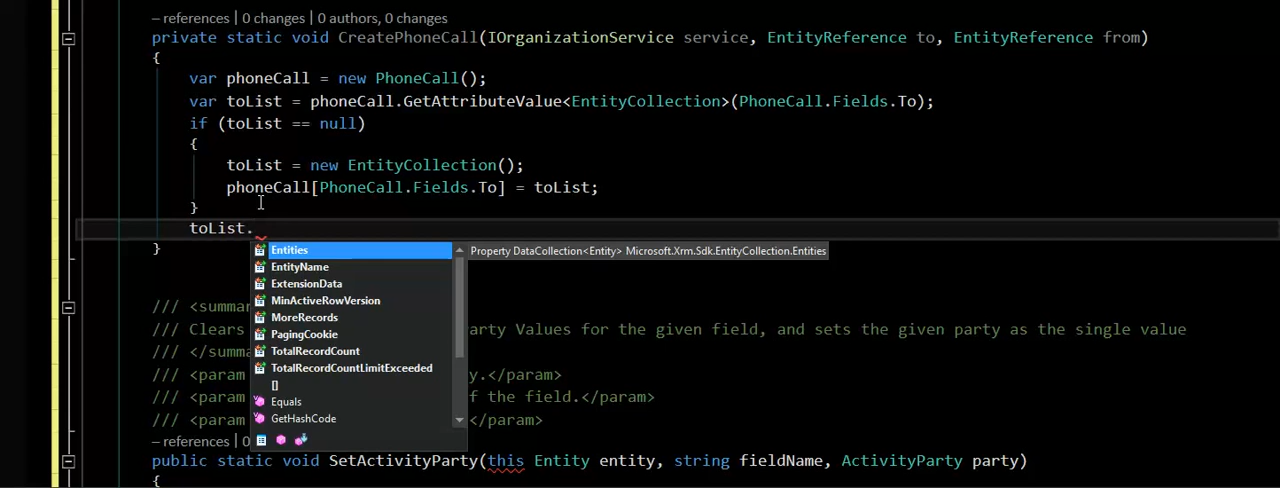 – references | 0 changes | 0 authors, 0 changes
private static void CreatePhoneCall(IOrganizationService service, EntityReference to, EntityReference from)
{
var phoneCall = new PhoneCall();
var toList = phoneCall.GetAttributeValue<EntityCollection>(PhoneCall.Fields.To);
if (toList == null)
{
toList = new EntityCollection();
phoneCall[PhoneCall.Fields.To] = toList;
}
toList.
Entities Property DataCollection<Entity> Microsoft.Xrm.Sdk.EntityCollection.Entities
}
EntityName
ExtensionData
MinActiveRowVersion
/// <summar
MoreRecords
/// Clears PagingCookie arty Values for the given field, and sets the given party as the single value
/// </summa TotalRecordCount
TotalRecordCountLimitExceeded
/// <param y.</param>
[]
/// <param Equals f the field.</param>
/// <param GetHashCode </param>
– references | 0
public static void SetActivityParty(this Entity entity, string fieldName, ActivityParty party)
{